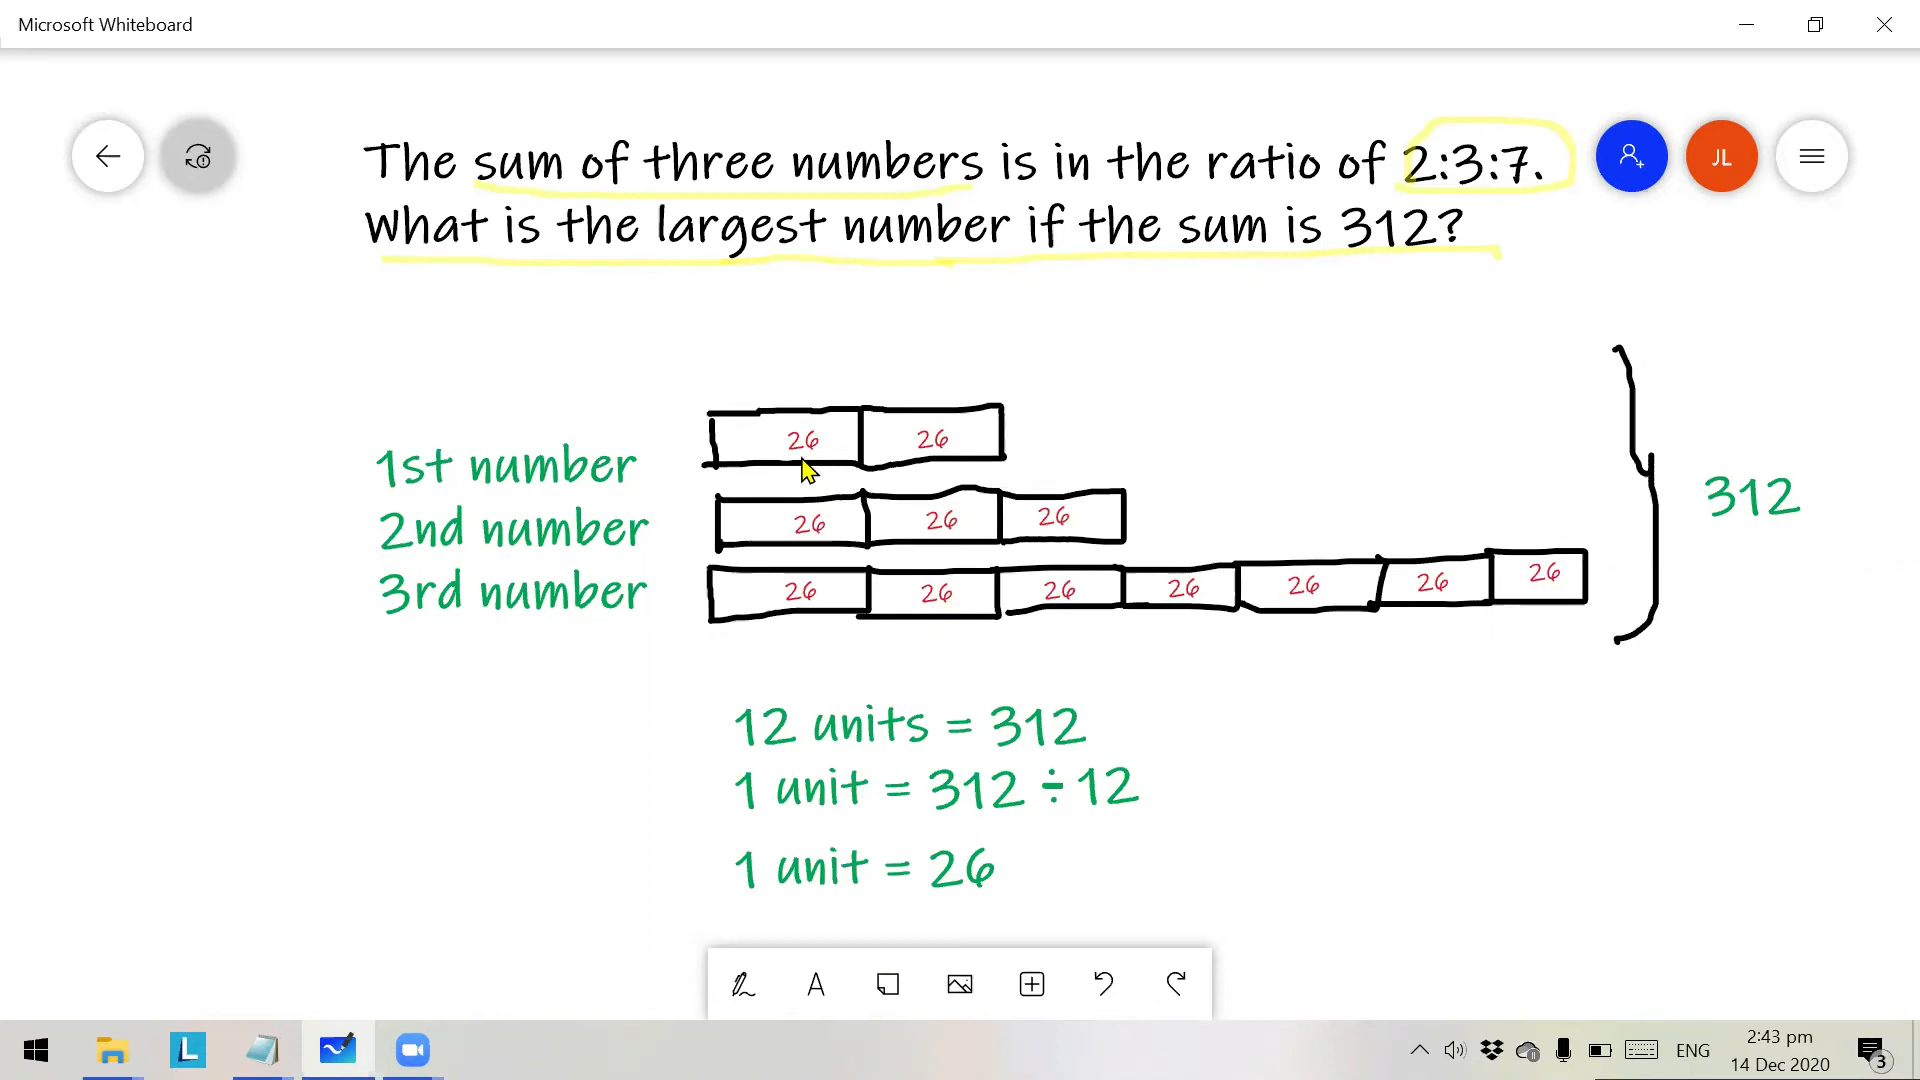 Microsoft Whiteboard
The sum of three numbers is in the ratio of 2:3:7.
What is the largest number if the sum is 312?
JL
1st number
26 26
2nd number
26 26 26
3rd number
26 26 26 26 26 26 26
312
12 units = 312
1 unit = 312 ÷ 12
1 unit = 26
A
L
ENG
2:43 pm
14 Dec 2020
3